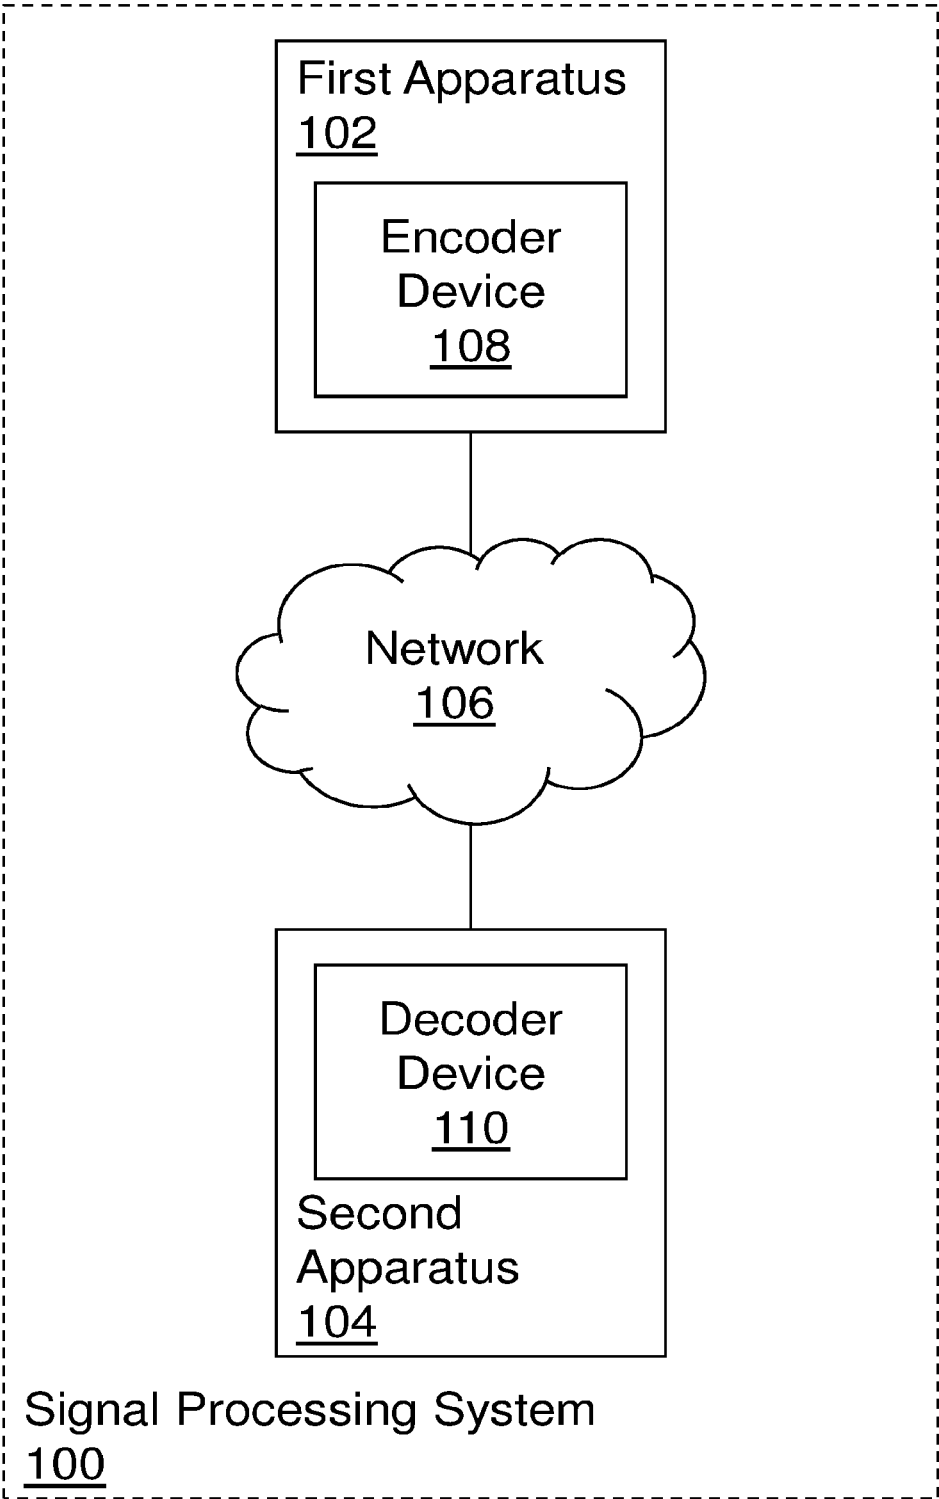 First Apparatus
102
Encoder
Device
108
Network
106
Decoder
Device
110
Second
Apparatus
104
Signal Processing System
100